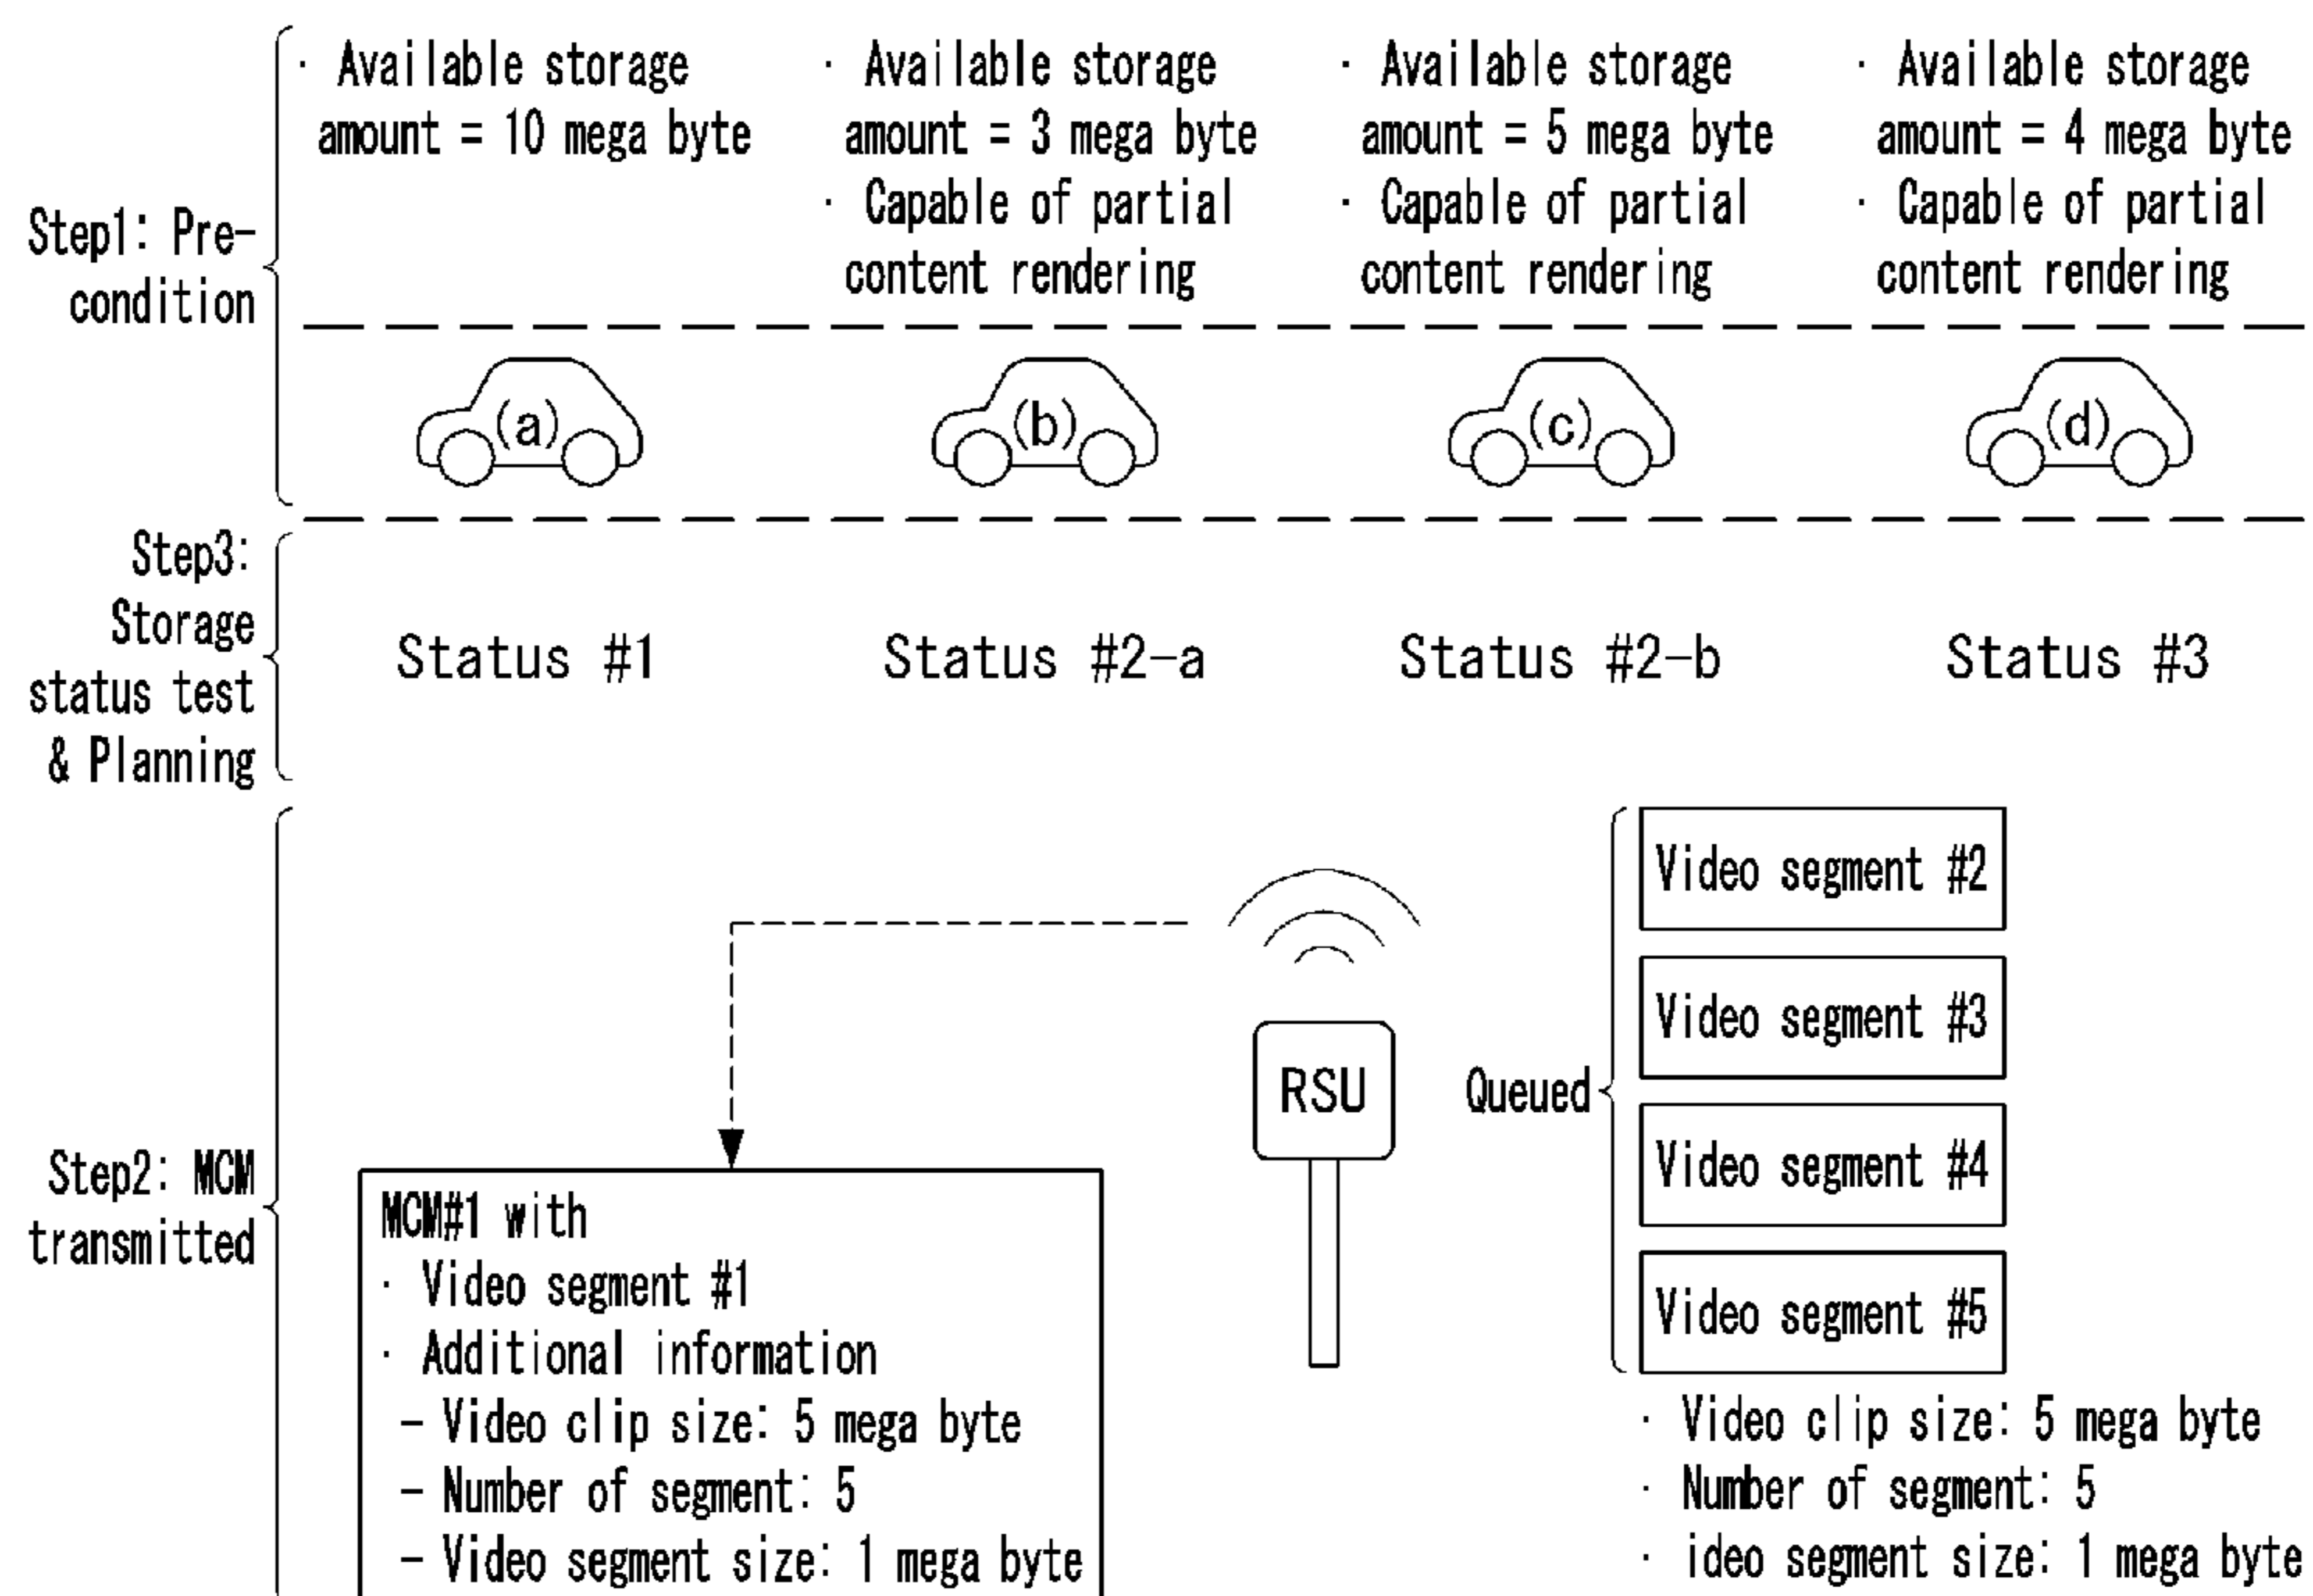 Step1: Pre-
condition
· Available storage
amount = 10 mega byte
· Available storage
amount = 3 mega byte
· Capable of partial
content rendering
· Available storage
amount = 5 mega byte
· Capable of partial
content rendering
· Available storage
amount = 4 mega byte
· Capable of partial
content rendering
(a)
(b)
(c)
(d)
Step3:
Storage
status test
& Planning
Status #1
Status #2-a
Status #2-b
Status #3
Step2: MCM
transmitted
MCM#1 with
· Video segment #1
· Additional information
- Video clip size: 5 mega byte
- Number of segment: 5
- Video segment size: 1 mega byte
RSU
Queued
Video segment #2
Video segment #3
Video segment #4
Video segment #5
· Video clip size: 5 mega byte
· Number of segment: 5
· ideo segment size: 1 mega byte